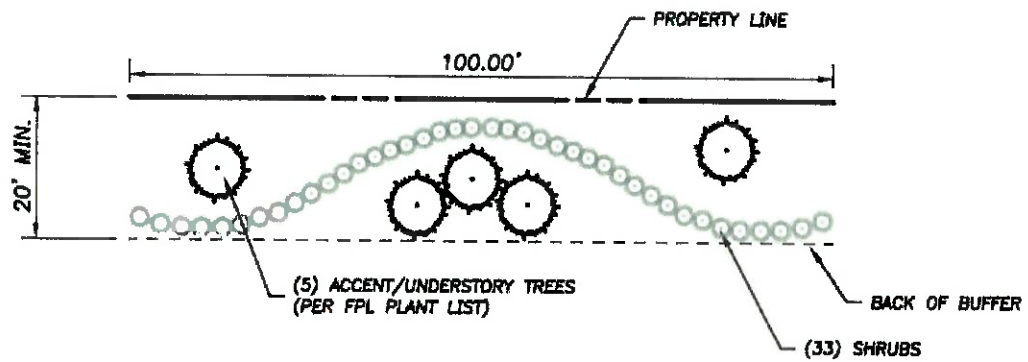 PROPERTY LINE
100.00'
20' MIN.
(5) ACCENT/UNDERSTORY TREES
(PER FPL PLANT LIST)
BACK OF BUFFER
(33) SHRUBS